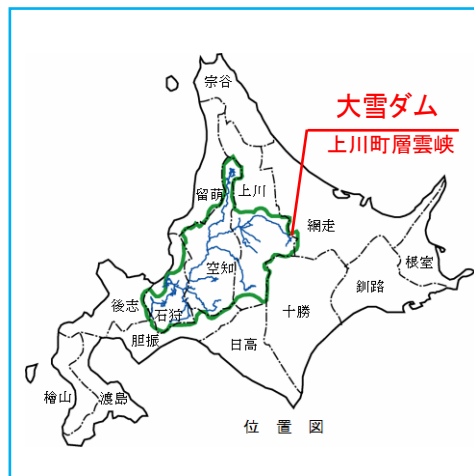 宗谷
大雪ダム
上川町層雲峡
留萌
上川
網走
空知
根室
釧路
後志
石狩
十勝
胆振
日高
檜山
渡島
位置図